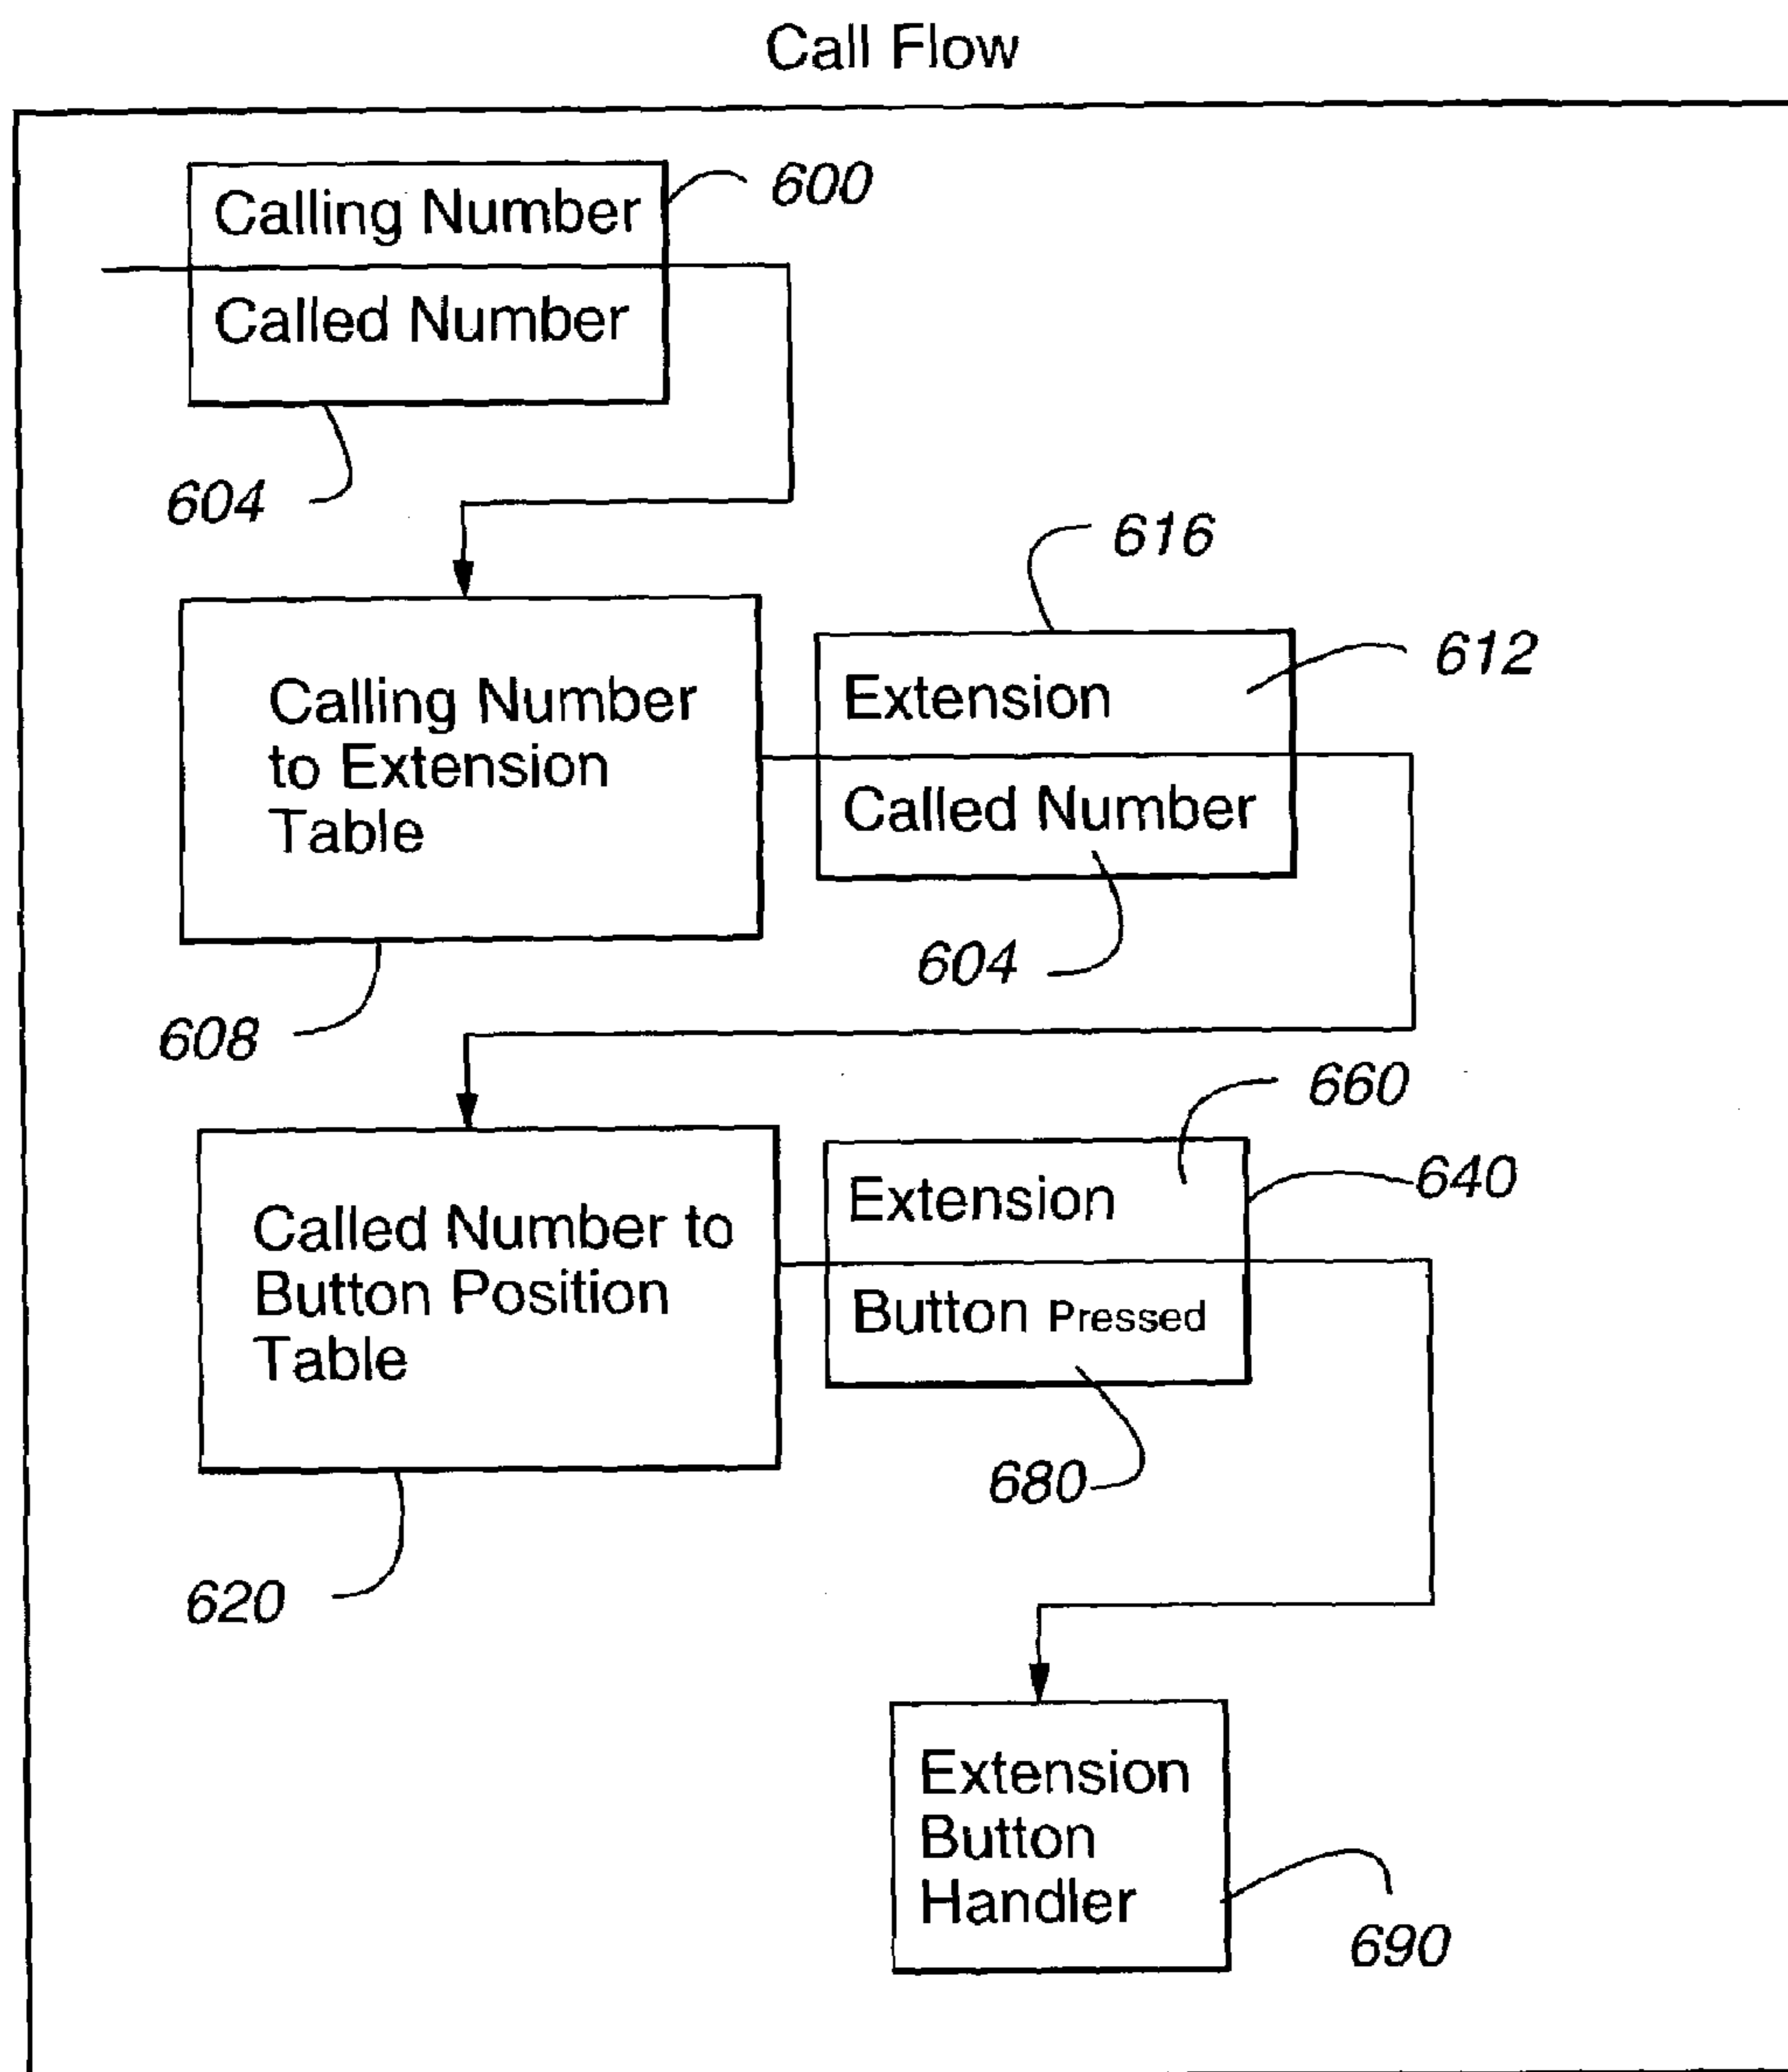 Call Flow
Calling Number
600
Called Number
604
616
Calling Number
to Extension
Table
Extension
612
Called Number
604
608
660
Called Number to
Button Position
Table
Extension
640
Button Pressed
680
620
Extension
Button
Handler
690